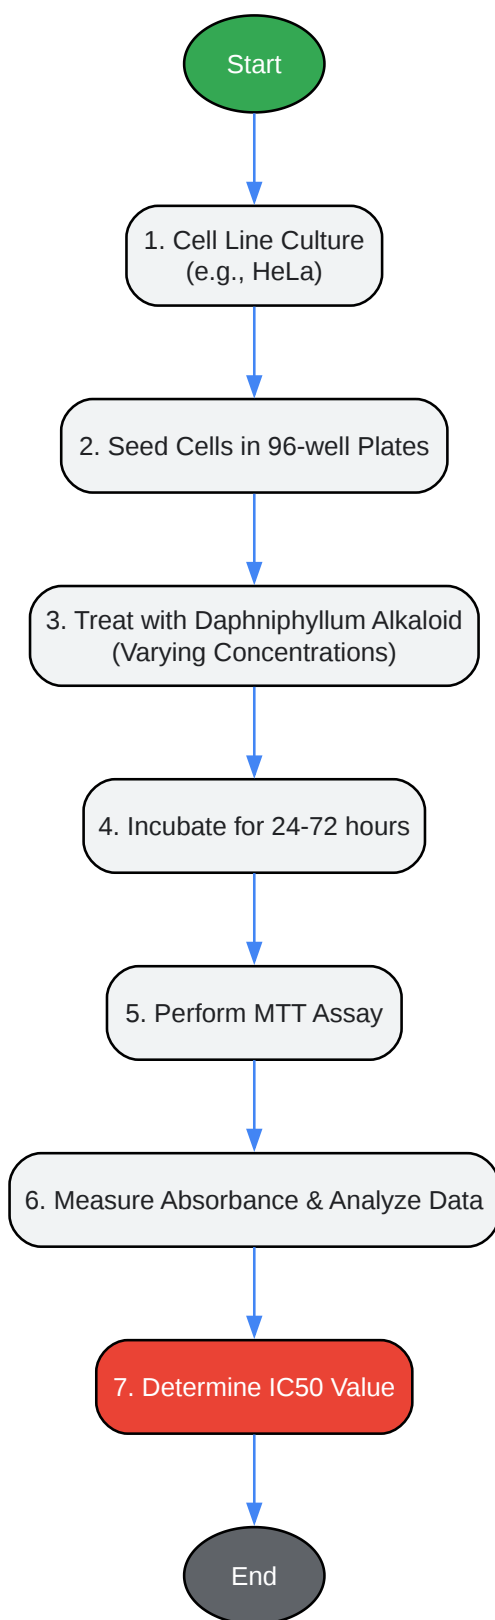 Start
1. Cell Line Culture
(e.g., HeLa)
2. Seed Cells in 96-well Plates
3. Treat with Daphniphyllum Alkaloid
(Varying Concentrations)
4. Incubate for 24-72 hours
5. Perform MTT Assay
6. Measure Absorbance & Analyze Data
7. Determine IC50 Value
End